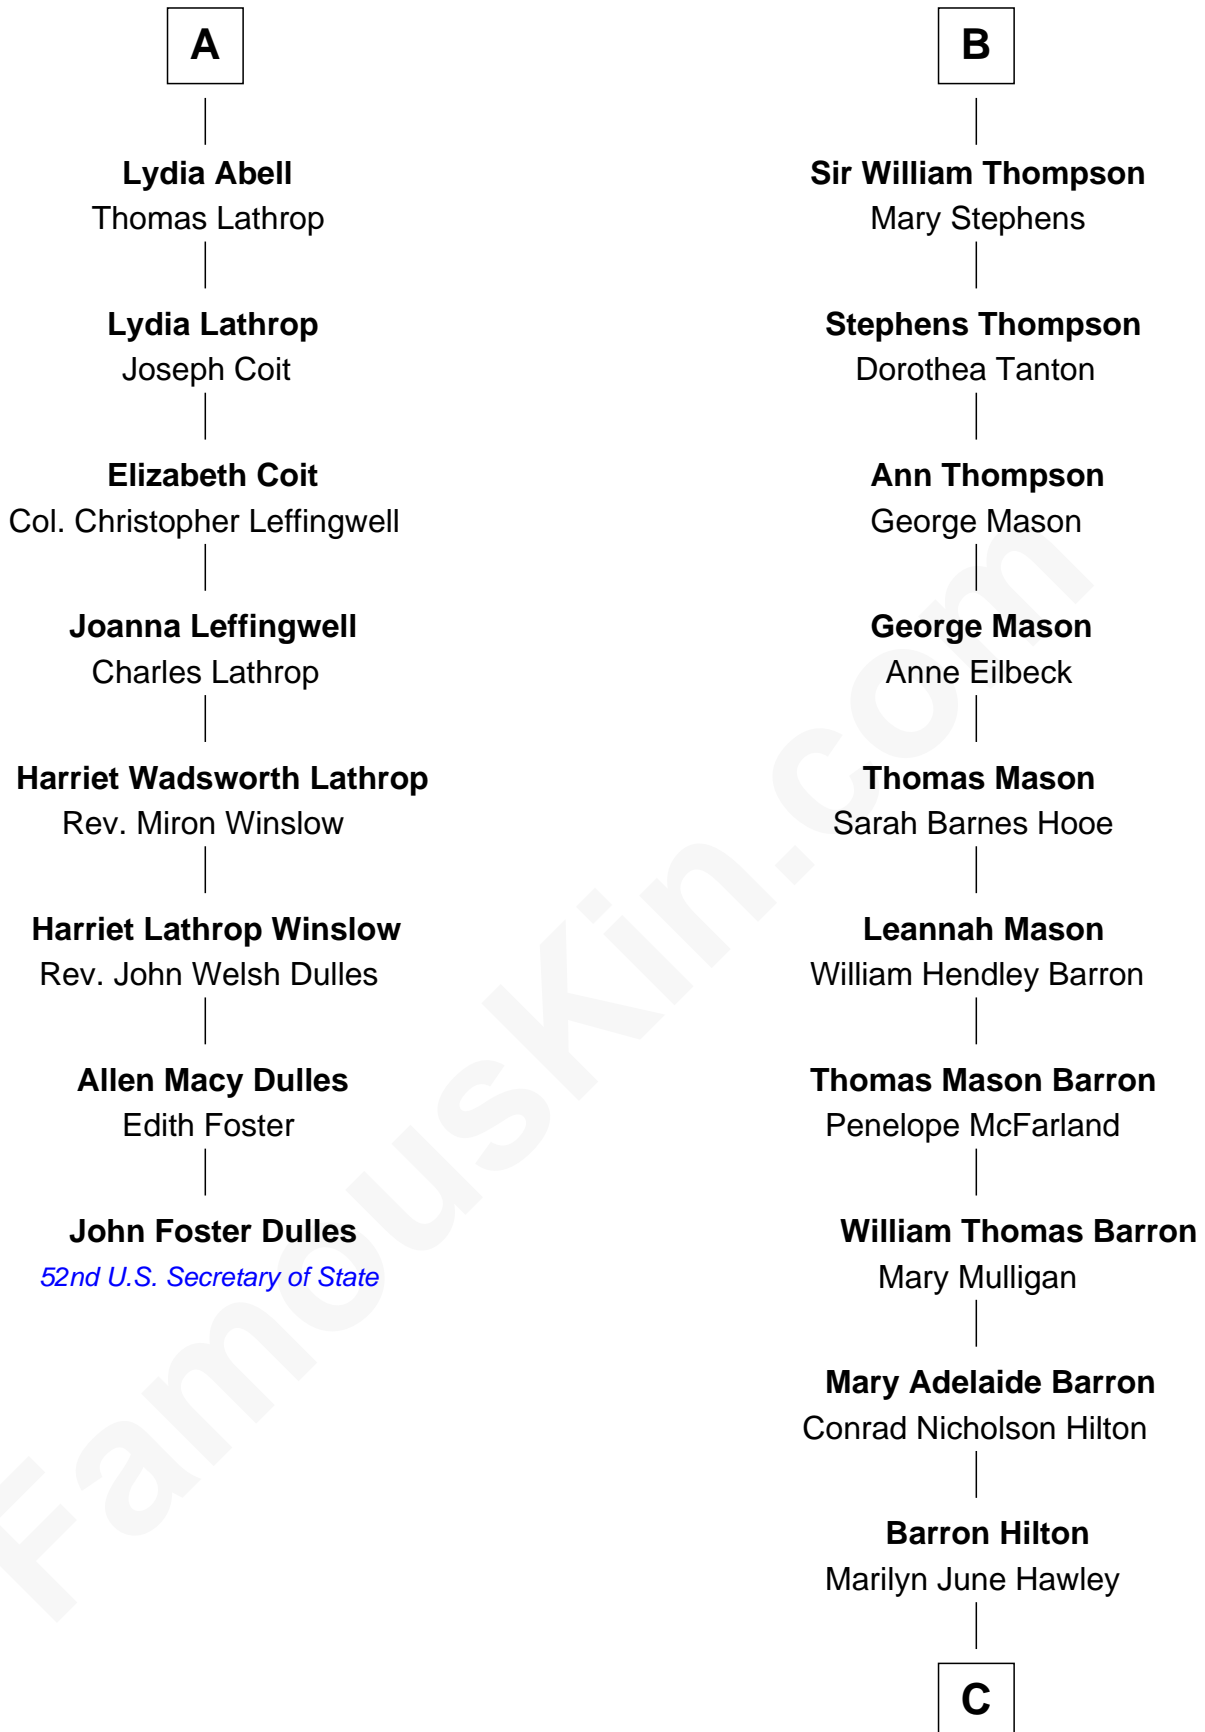 A
Lydia Abell
Thomas Lathrop
Lydia Lathrop
Joseph Coit
Elizabeth Coit
Col. Christopher Leffingwell
Joanna Leffingwell
Charles Lathrop
Harriet Wadsworth Lathrop
Rev. Miron Winslow
Harriet Lathrop Winslow
Rev. John Welsh Dulles
Allen Macy Dulles
Edith Foster
John Foster Dulles
52nd U.S. Secretary of State
B
Sir William Thompson
Mary Stephens
Stephens Thompson
Dorothea Tanton
Ann Thompson
George Mason
George Mason
Anne Eilbeck
Thomas Mason
Sarah Barnes Hooe
Leannah Mason
William Hendley Barron
Thomas Mason Barron
Penelope McFarland
William Thomas Barron
Mary Mulligan
Mary Adelaide Barron
Conrad Nicholson Hilton
Barron Hilton
Marilyn June Hawley
C
FamousKin.com